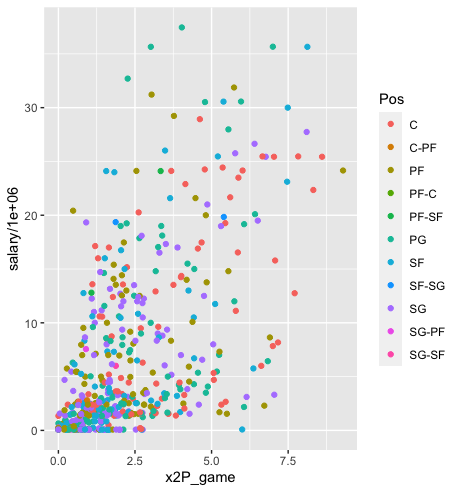 salary/1e+06
30
20
10
0
0.0 2.5 5.0 7.5
x2P_game
Pos
C
C-PF
PF
PF-C
PF-SF
PG
SF
SF-SG
SG
SG-PF
SG-SF